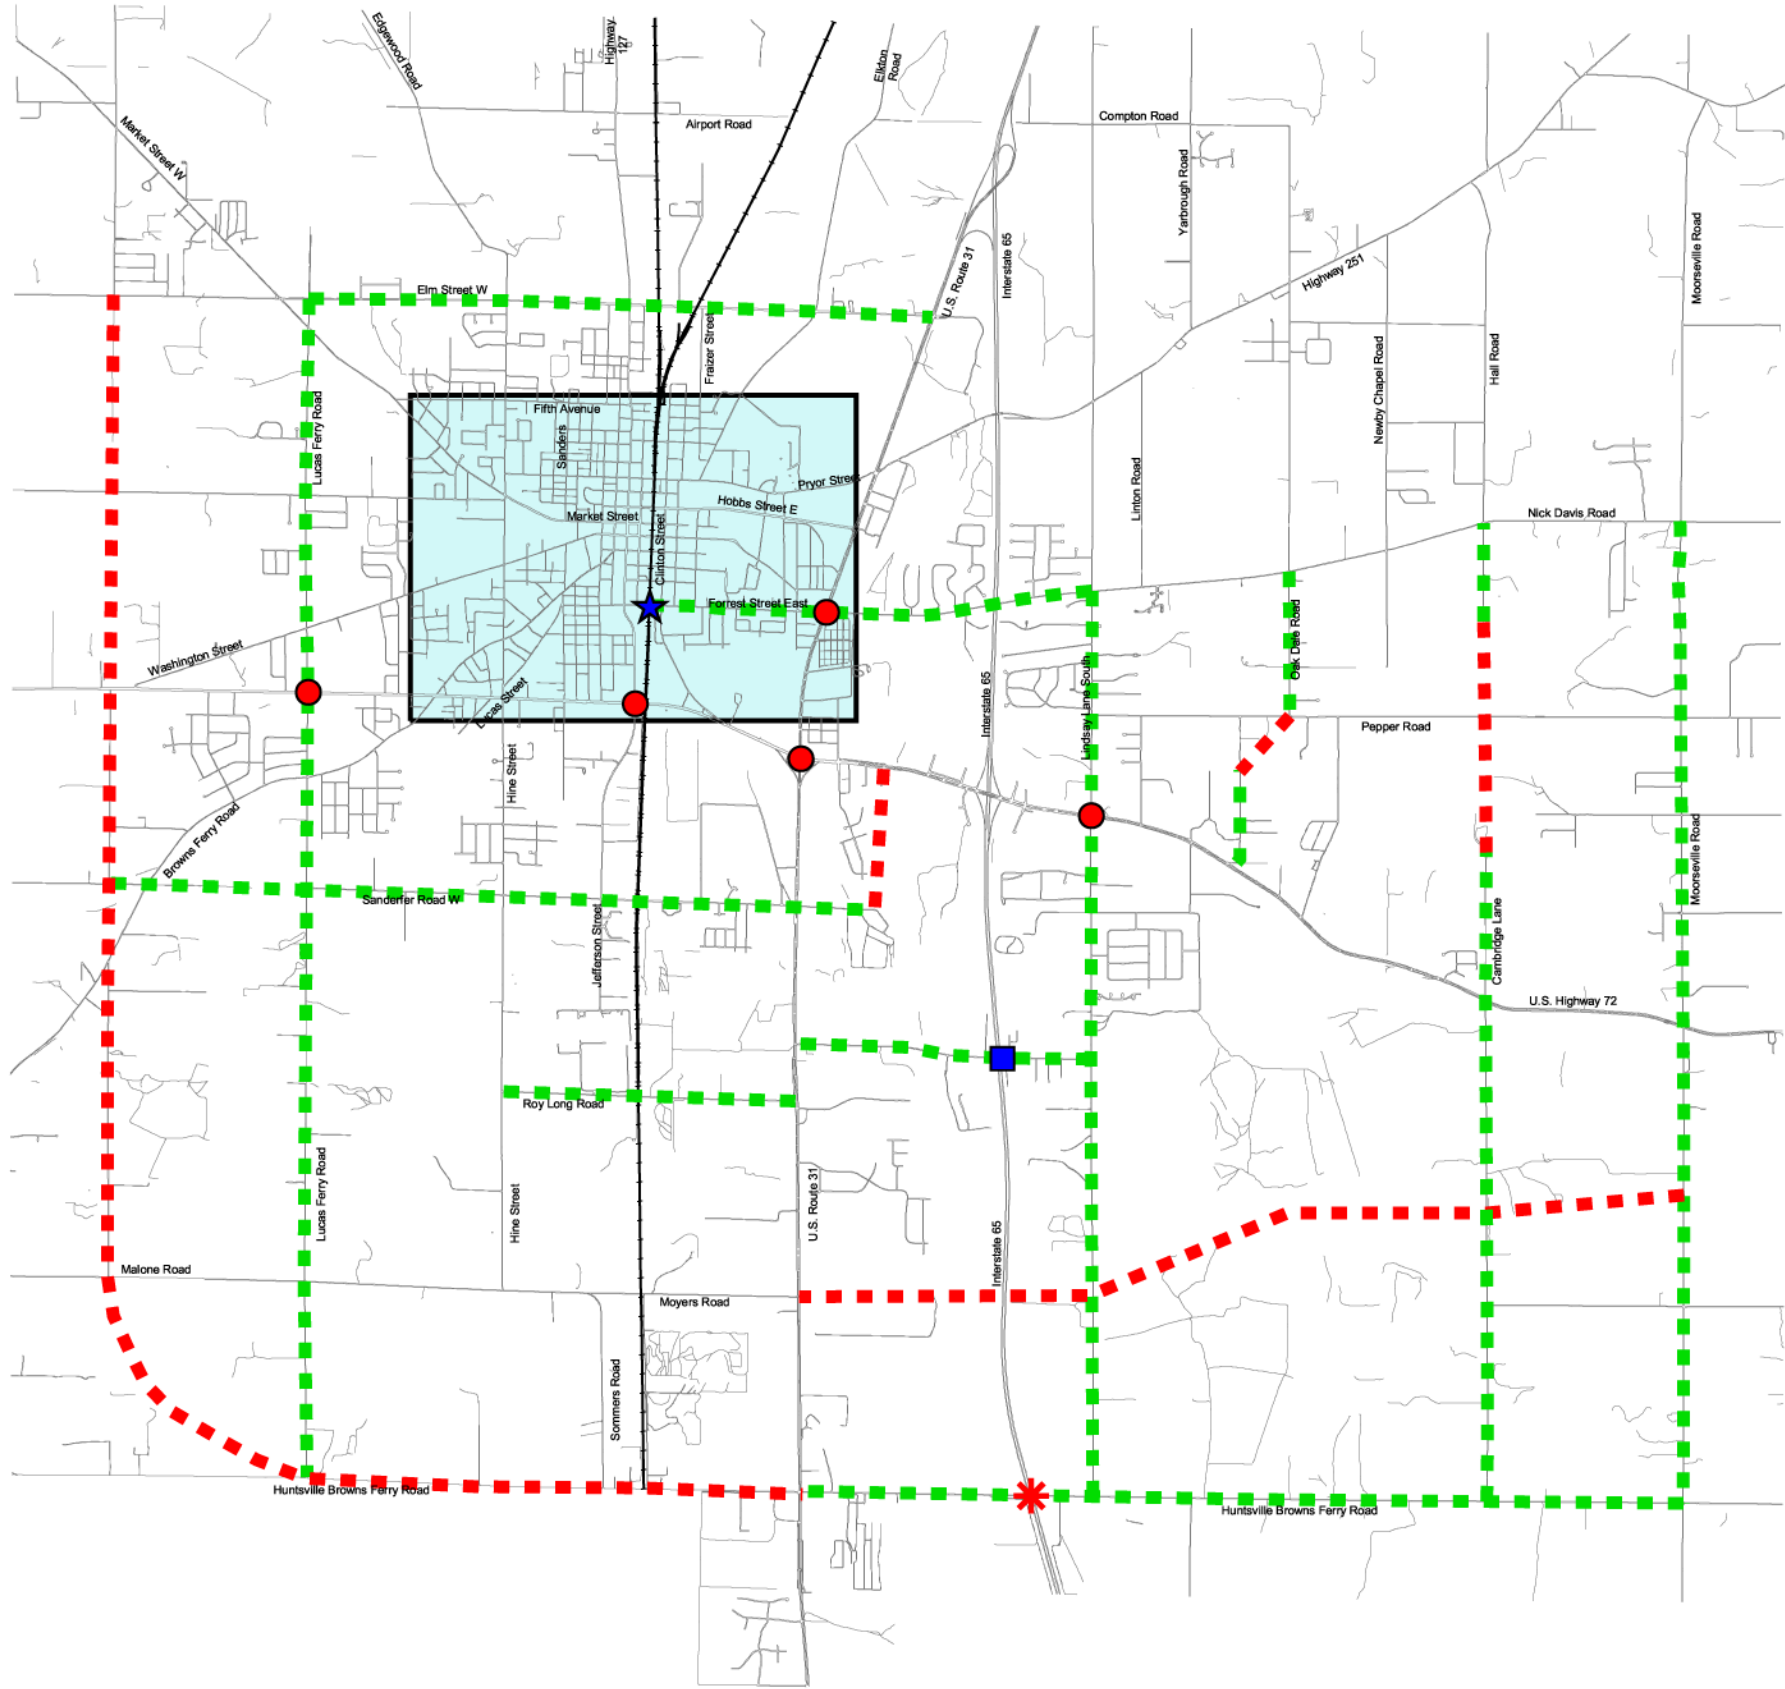 Edgewood Road
Highway
127
Elkton
Road
Airport Road
Compton Road
Market Street W
Yarbrough Road
Moorseville Road
U.S. Route 31
Interstate 65
Highway 251
Elm Street W
Fraizer Street
Hall Road
Newby Chapel Road
Lucas Ferry Road
Fifth Avenue
Sanders
Linton Road
Pryor Street
Hobbs Street E
Market Street
Clinton Street
Nick Davis Road
Forrest Street East
Oak Dale Road
Washington Street
Lucas Street
Interstate 65
Lindsay Lane South
Pepper Road
Hine Street
Browns Ferry Road
Moorseville Road
Sanderfer Road W
Jefferson Street
Cambridge Lane
U.S. Highway 72
Roy Long Road
Lucas Ferry Road
Hine Street
U.S. Route 31
Interstate 65
Malone Road
Moyers Road
Sommers Road
Huntsville Browns Ferry Road
Huntsville Browns Ferry Road